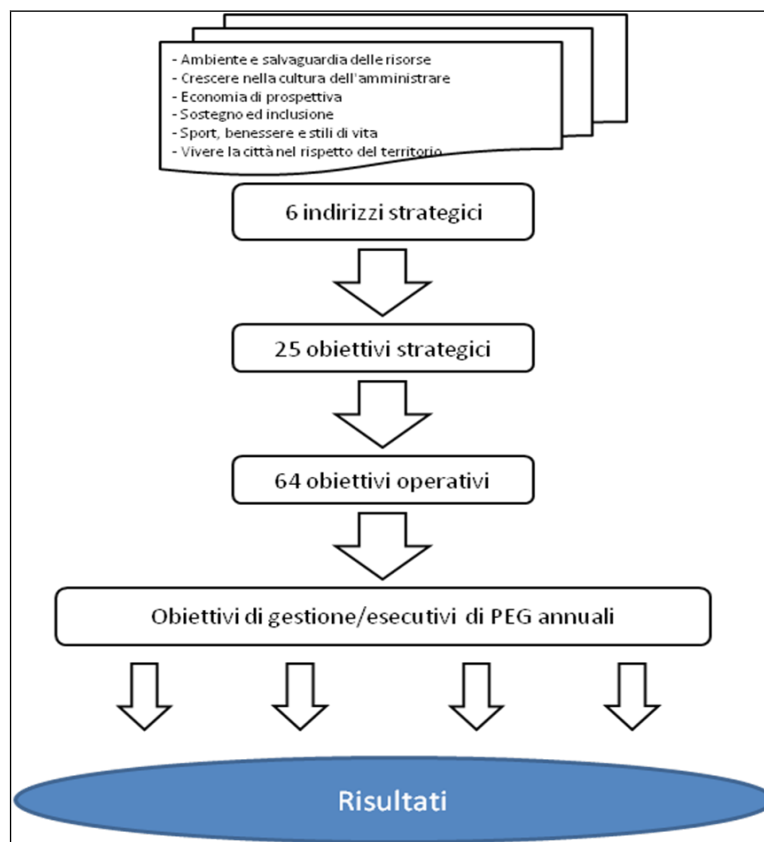 - Ambiente e salvaguardia delle risorse
- Crescere nella cultura dell'amministrare
- Economia di prospettiva
- Sostegno ed inclusione
- Sport, benessere e stili di vita
- Vivere la città nel rispetto del territorio
6 indirizzi strategici
25 obiettivi strategici
64 obiettivi operativi
Obiettivi di gestione/esecutivi di PEG annuali
Risultati